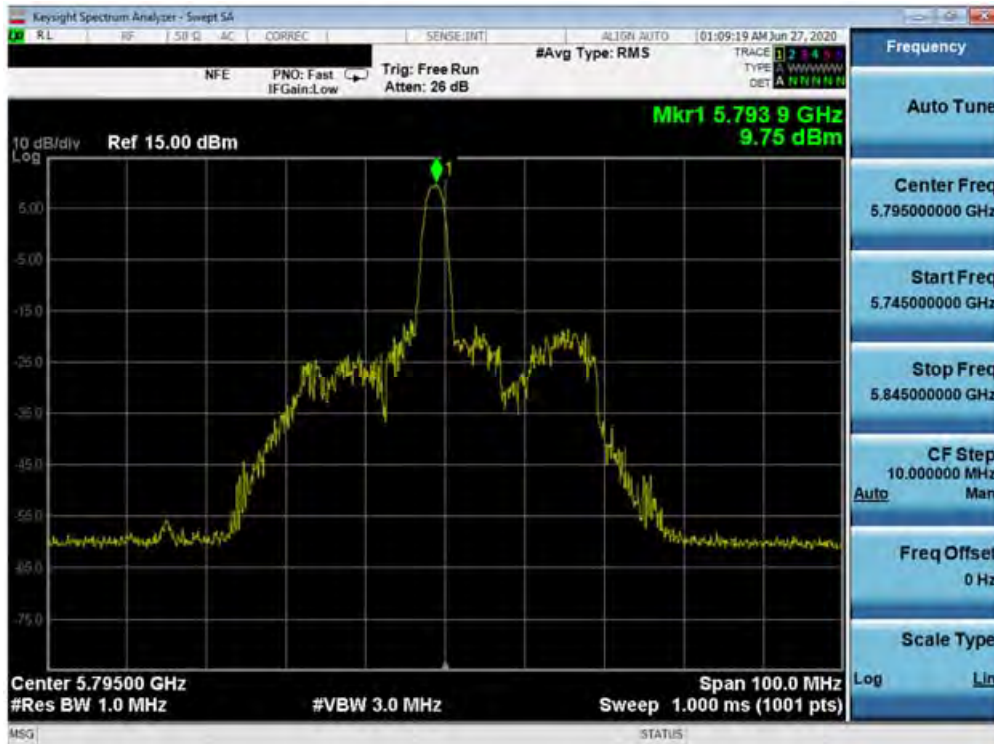 Keysight Spectrum Analyzer - Swept SA
RL RF 50 Ω AC CORREC SENSE:INT ALIGN AUTO 01:09:19 AM Jun 27, 2020
NFE
PNO: Fast
IFGain:Low
Trig: Free Run
Atten: 26 dB
#Avg Type: RMS
TRACE 1 2 3 4 5 6
TYPE A WWWWWW
DET A N N N N N
Mkr1 5.793 9 GHz
9.75 dBm
10 dB/div
Log
Ref 15.00 dBm
1
5.00
-5.00
-15.0
-25.0
-35.0
-45.0
-55.0
-65.0
-75.0
Center 5.79500 GHz
Span 100.0 MHz
#Res BW 1.0 MHz
#VBW 3.0 MHz
Sweep 1.000 ms (1001 pts)
MSG
STATUS
Frequency
Auto Tune
Center Freq
5.795000000 GHz
Start Freq
5.745000000 GHz
Stop Freq
5.845000000 GHz
CF Step
10.000000 MHz
Auto Man
Freq Offset
0 Hz
Scale Type
Log Lin